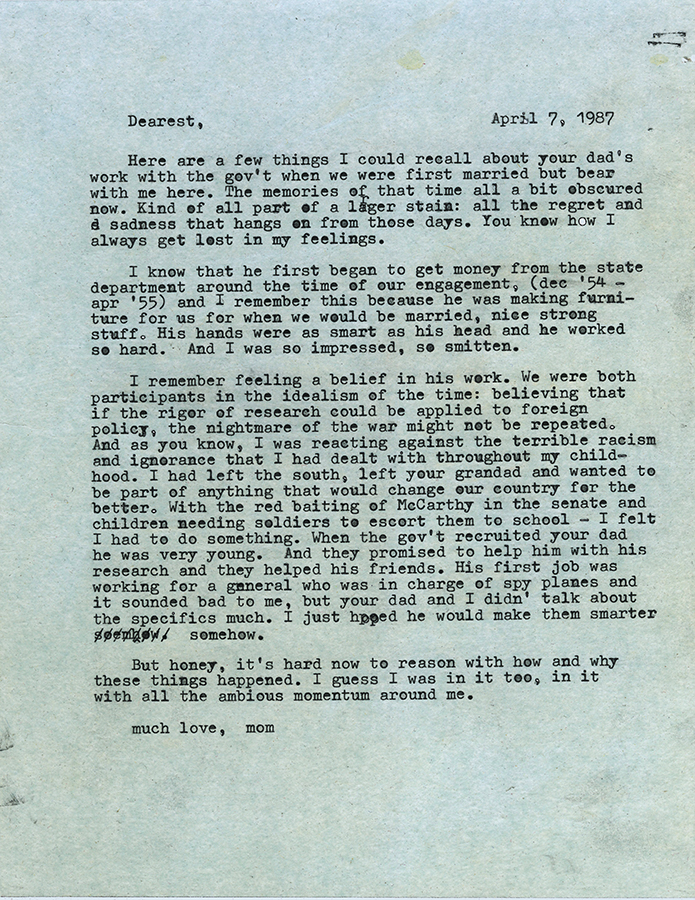 Dearest, April 7, 1987
Here are a few things I could recall about your dad's
work with the gov't when we were first married but bear
with me here. The memories of that time all a bit obscured
now. Kind of all part of a läger stain: all the regret and
a sadness that hangs on from those days. You know how I
always get lost in my feelings.
I know that he first began to get money from the state
department around the time of our engagement, (dec '54 -
apr '55) and I remember this because he was making furni-
ture for us for when we would be married, nice strong
stuff. His hands were as smart as his head and he worked
so hard. And I was so impressed, so smitten.
I remember feeling a belief in his work. We were both
participants in the idealism of the time: believing that
if the rigor of research could be applied to foreign
policy, the nightmare of the war might not be repeated.
And as you know, I was reacting against the terrible racism
and ignorance that I had dealt with throughout my child-
hood. I had left the south, left your grandad and wanted to
be part of anything that would change our country for the
better. With the red baiting of McCarthy in the senate and
children needing soldiers to escort them to school - I felt
I had to do something. When the gov't recruited your dad
he was very young. And they promised to help him with his
research and they helped his friends. His first job was
working for a general who was in charge of spy planes and
it sounded bad to me, but your dad and I didn' talk about
the specifics much. I just hoped he would make them smarter
somehow.
But honey, it's hard now to reason with how and why
these things happened. I guess I was in it too, in it
with all the ambious momentum around me.
much love, mom